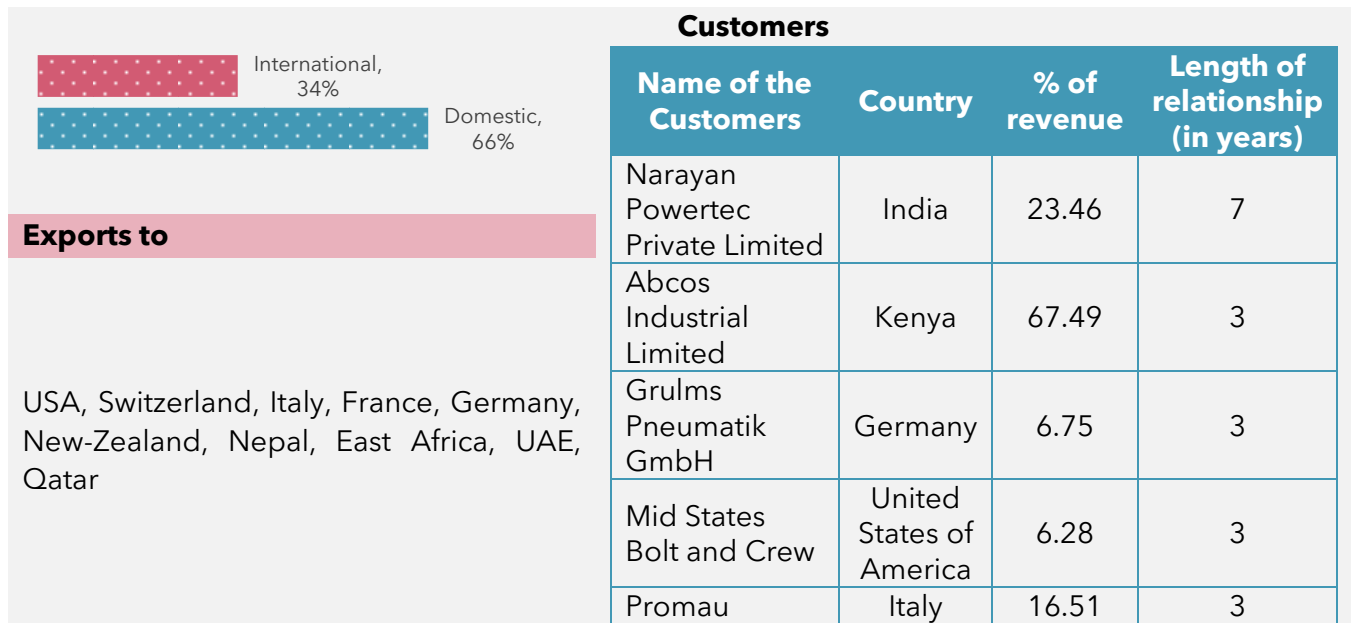 International,
34%
Domestic,
66%
Exports to
USA, Switzerland, Italy, France, Germany,
New-Zealand, Nepal, East Africa, UAE,
Qatar
Customers
Name of the
Customers
Country
% of
revenue
Length of
relationship
(in years)
Narayan
Powertec
Private Limited
India
23.46
7
Abcos
Industrial
Limited
Kenya
67.49
3
Grulms
Pneumatik
GmbH
Germany
6.75
3
Mid States
Bolt and Crew
United
States of
America
6.28
3
Promau
Italy
16.51
3